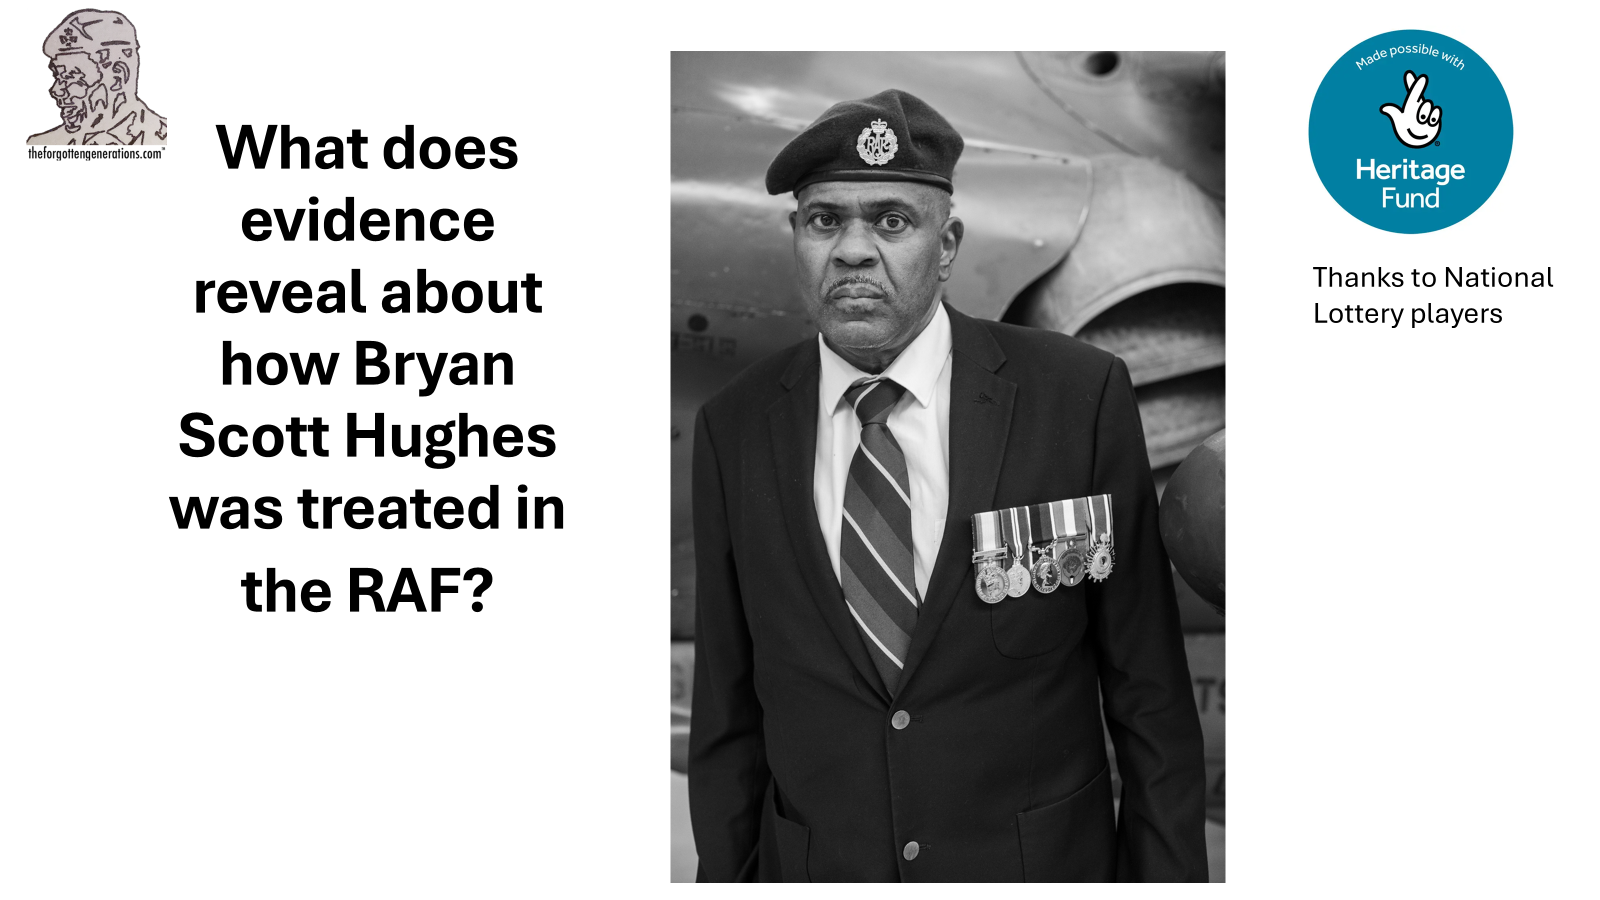 theforgottengenerations.com™
What does
evidence
reveal about
how Bryan
Scott Hughes
was treated in
the RAF?
RAF
Made possible with
Heritage
Fund
Thanks to National
Lottery players